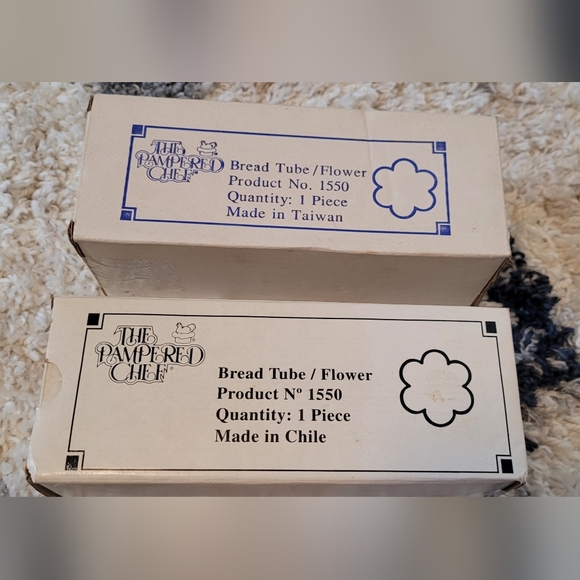 THE
PAMPERED
CHEF®
Bread Tube/Flower
Product No. 1550
Quantity: 1 Piece
Made in Taiwan
THE
PAMPERED
CHEF®
Bread Tube / Flower
Product Nº 1550
Quantity: 1 Piece
Made in Chile